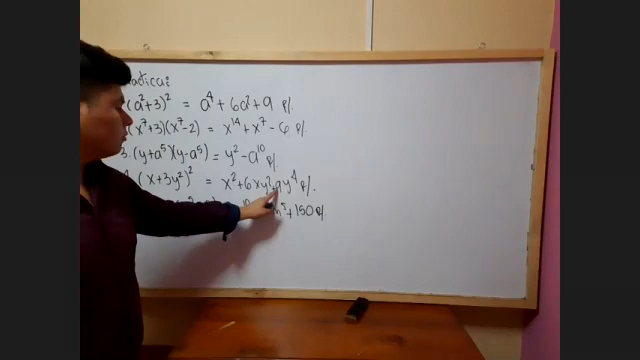 (a²+3)² = a⁴ + 6a² + 9 R/.
(x⁷+3)(x⁷-2) = x¹⁴ + x⁷ - 6 R/.
3. (y+a⁵)(y-a⁵) = y² - a¹⁰ R/.
(x+3y²)² = x² + 6xy² 9y⁴ R/.
+150 R/.